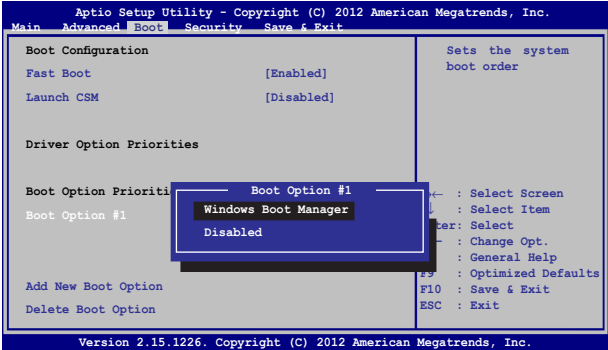 Aptio Setup Utility - Copyright (C) 2012 American Megatrends, Inc.
Main Advanced Boot Security Save & Exit
Boot Configuration
Fast Boot [Enabled]
Launch CSM [Disabled]
Driver Option Priorities
Boot Option Prioriti
Boot Option #1
Add New Boot Option
Delete Boot Option
Boot Option #1
Windows Boot Manager
Disabled
Sets the system
boot order
← : Select Screen
↓ : Select Item
ter: Select
— : Change Opt.
: General Help
F9 : Optimized Defaults
F10 : Save & Exit
ESC : Exit
Version 2.15.1226. Copyright (C) 2012 American Megatrends, Inc.